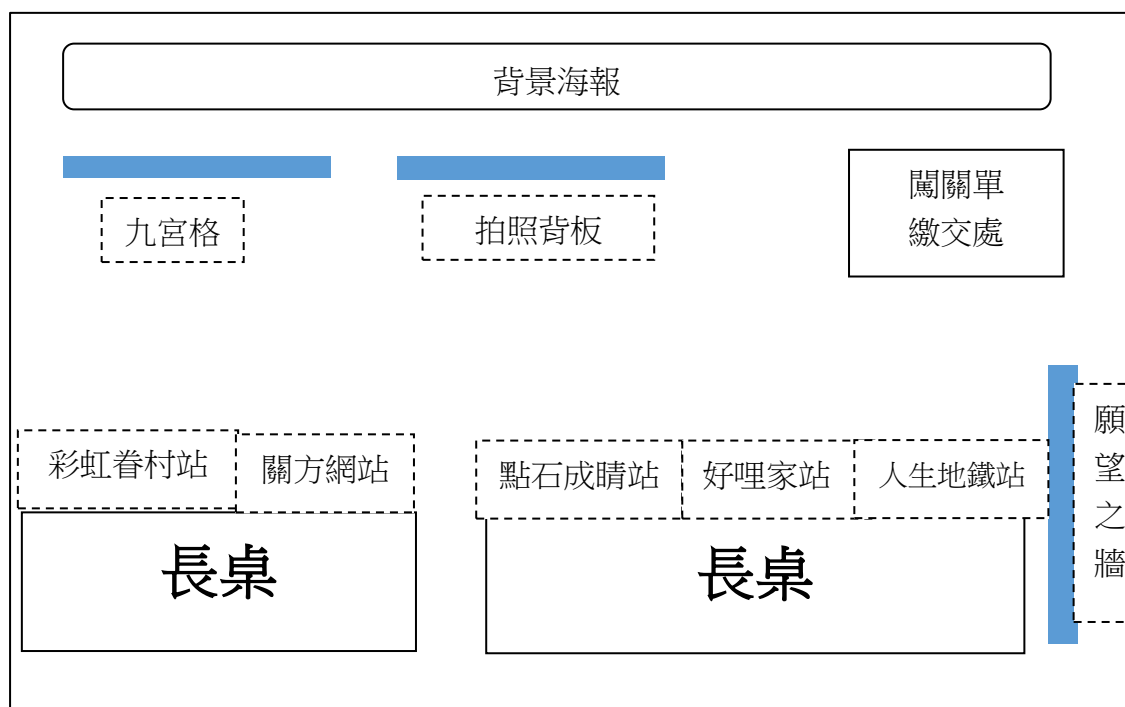 背景海報
九宮格
拍照背板
闖關單
繳交處
彩虹眷村站
關方網站
點石成睛站
好哩家站
人生地鐵站
願
望
之
牆
長桌
長桌